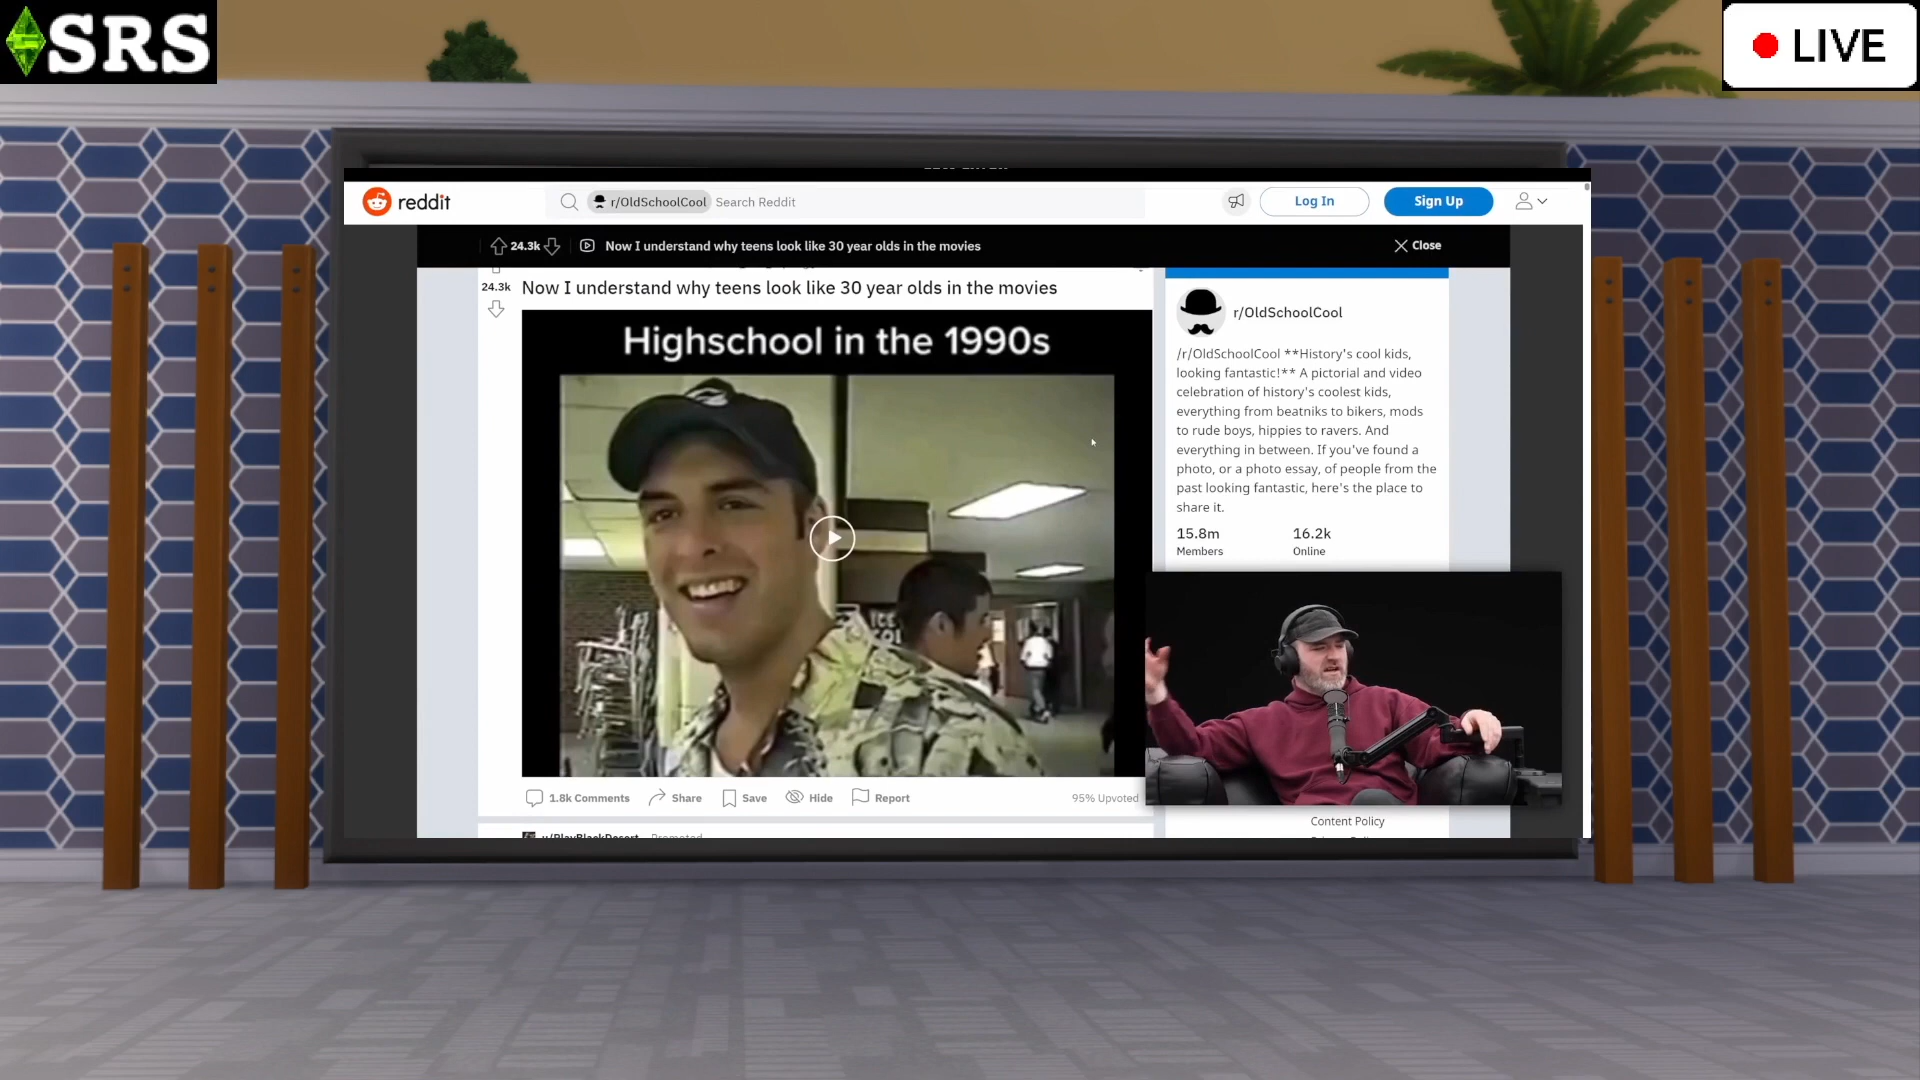 SRS
LIVE
reddit
r/OldSchoolCool Search Reddit
Log In
Sign Up
24.3k
Now I understand why teens look like 30 year olds in the movies
Close
24.3k
Now I understand why teens look like 30 year olds in the movies
Highschool in the 1990s
ICE
r/OldSchoolCool
/r/OldSchoolCool **History's cool kids,
looking fantastic!** A pictorial and video
celebration of history's coolest kids,
everything from beatniks to bikers, mods
to rude boys, hippies to ravers. And
everything in between. If you've found a
photo, or a photo essay, of people from the
past looking fantastic, here's the place to
share it.
15.8m
Members
16.2k
Online
1.8k Comments
Share
Save
Hide
Report
95% Upvoted
Content Policy
u/PlayBlackDesert Promoted